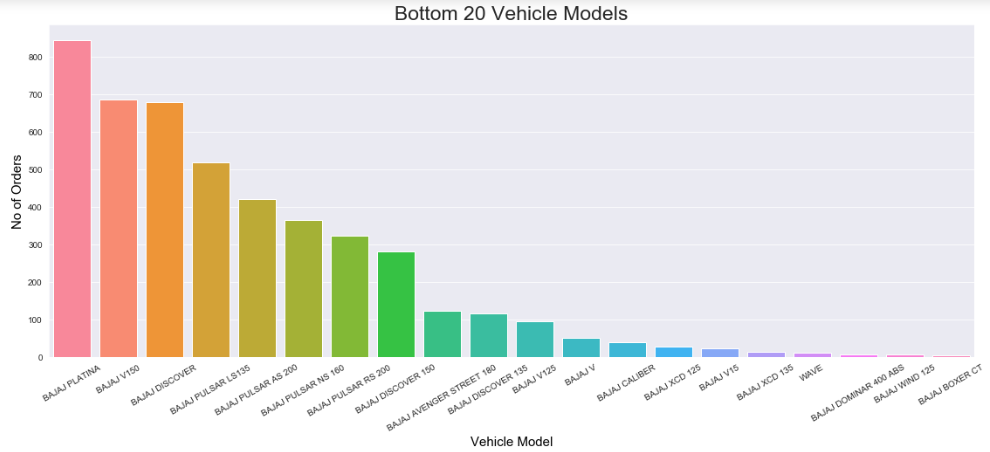 Bottom 20 Vehicle Models
No of Orders
800
700
600
500
400
300
200
100
0
BAJAJ PLATINA
BAJAJ V150
BAJAJ DISCOVER
BAJAJ PULSAR LS135
BAJAJ PULSAR AS 200
BAJAJ PULSAR NS 160
BAJAJ PULSAR RS 200
BAJAJ DISCOVER 150
BAJAJ AVENGER STREET 180
BAJAJ DISCOVER 135
BAJAJ V125
BAJAJ V
BAJAJ CALIBER
BAJAJ XCD 125
BAJAJ V15
BAJAJ XCD 135
WAVE
BAJAJ DOMINAR 400 ABS
BAJAJ WIND 125
BAJAJ BOXER CT
Vehicle Model